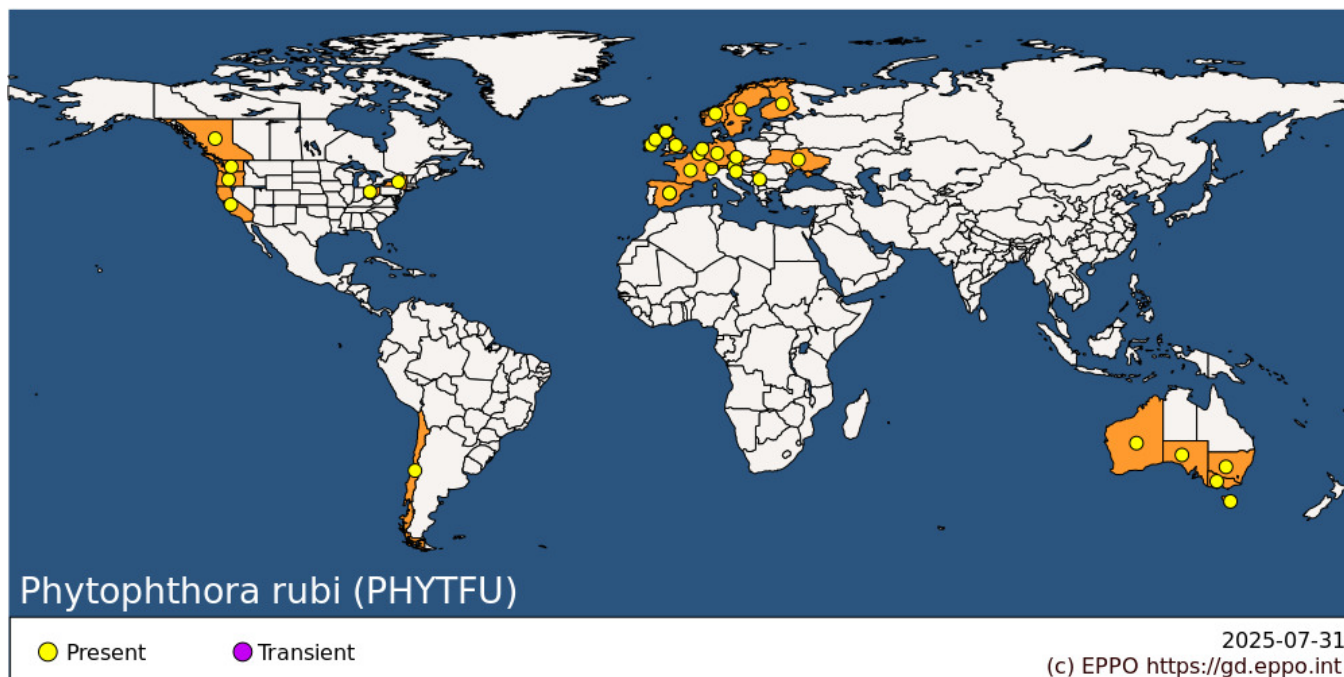 Phytophthora rubi (PHYTFU)
Present
Transient
2025-07-31
(c) EPPO https://gd.eppo.int